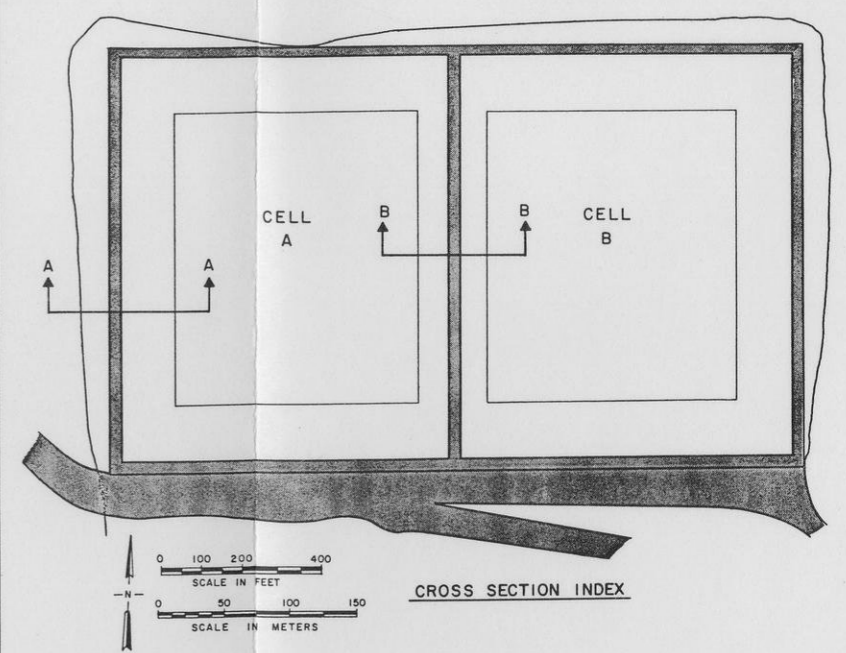 CELL
A
B
B
CELL
B
A
A
0 100 200 400
SCALE IN FEET
-N-
0 50 100 150
SCALE IN METERS
CROSS SECTION INDEX